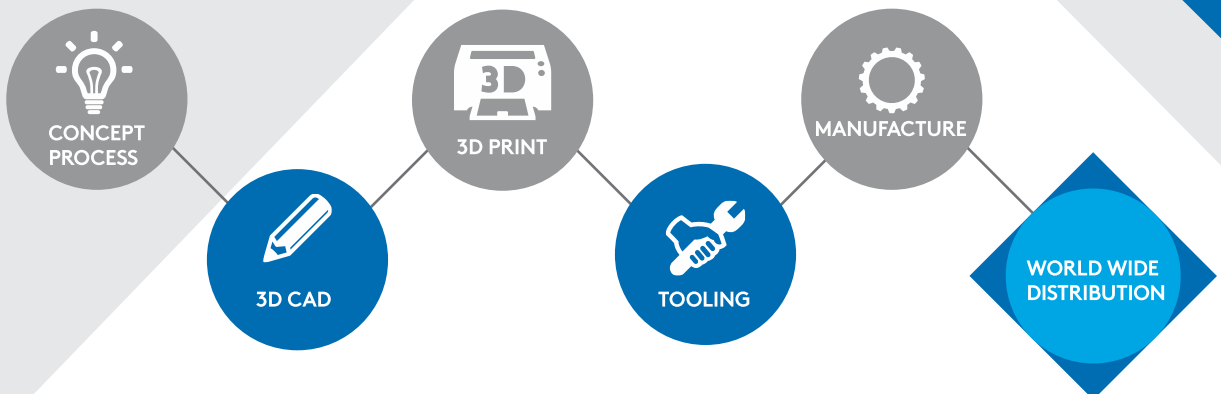 CONCEPT
PROCESS
3D CAD
3D
3D PRINT
TOOLING
MANUFACTURE
WORLD WIDE
DISTRIBUTION